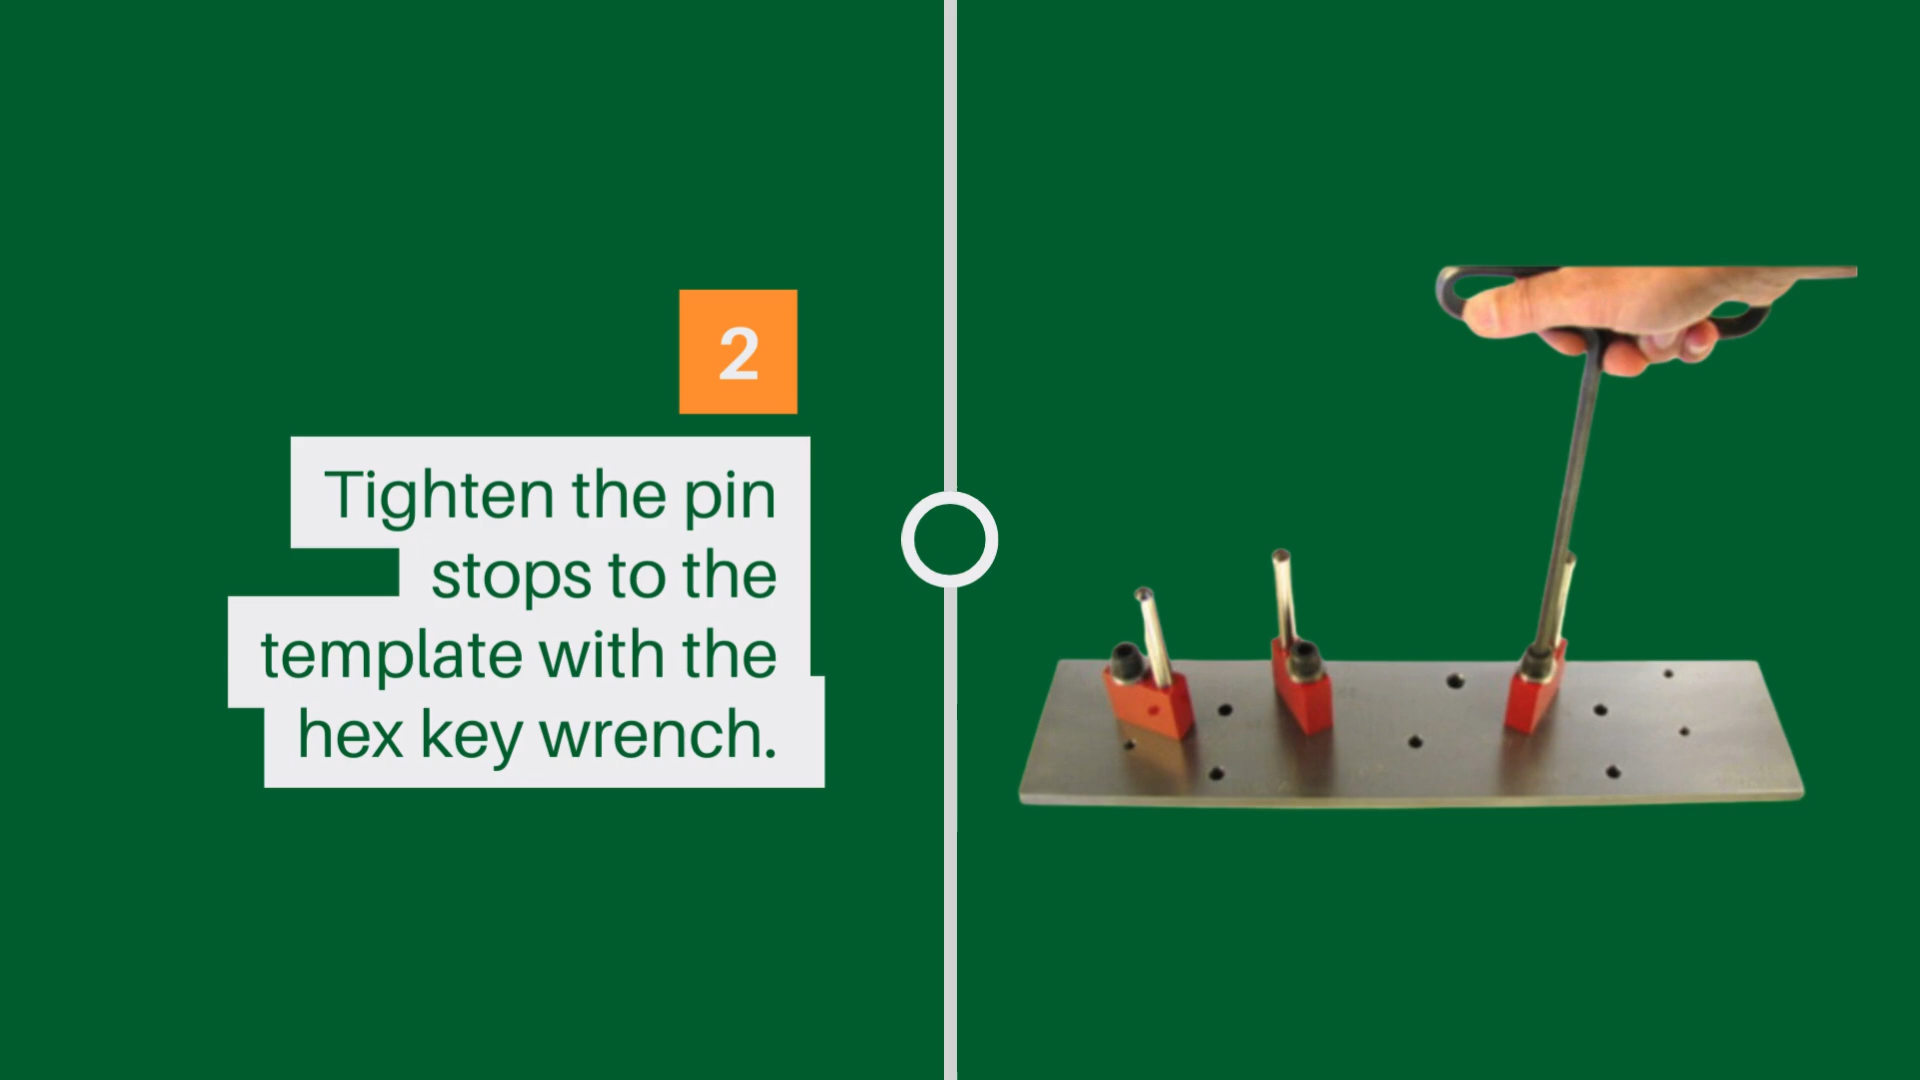 2
Tighten the pin
stops to the
template with the
hex key wrench.